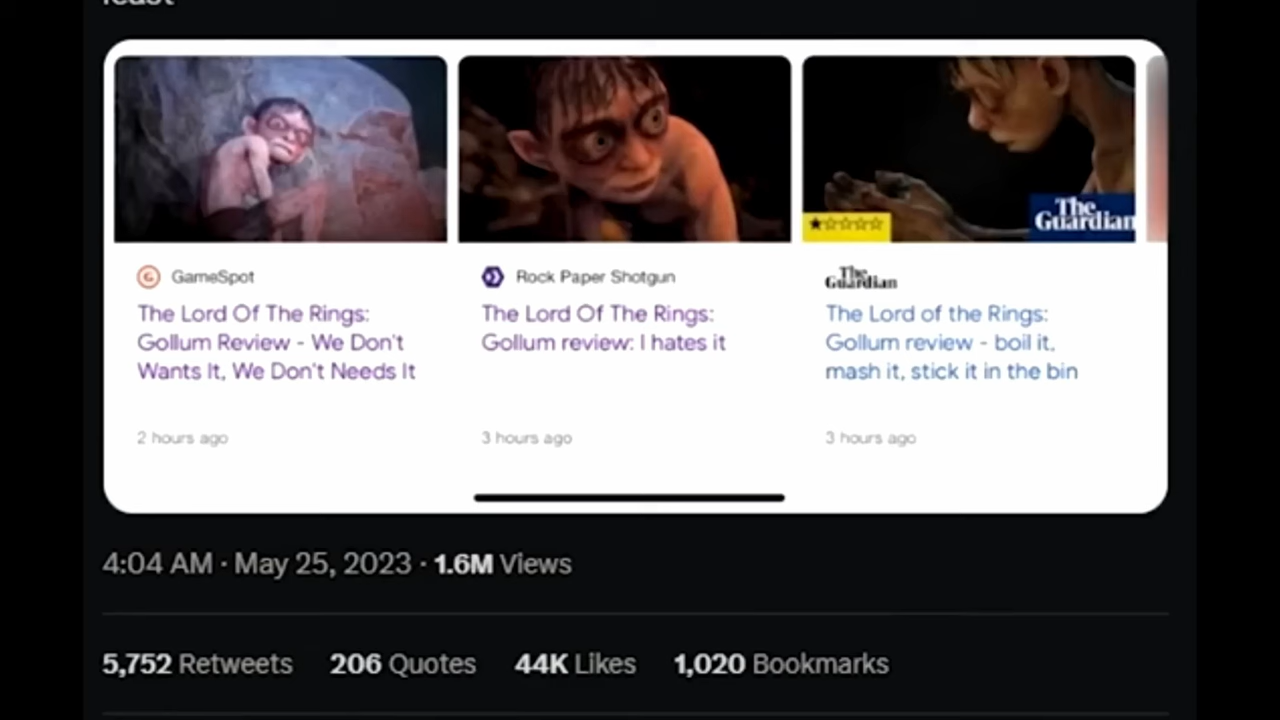 feast
The
Guardian
GameSpot
Rock Paper Shotgun
The
Guardian
The Lord Of The Rings:
Gollum Review - We Don't
Wants It, We Don't Needs It
The Lord Of The Rings:
Gollum review: I hates it
The Lord of the Rings:
Gollum review - boil it,
mash it, stick it in the bin
2 hours ago
3 hours ago
3 hours ago
4:04 AM · May 25, 2023 · 1.6M Views
5,752 Retweets 206 Quotes 44K Likes 1,020 Bookmarks